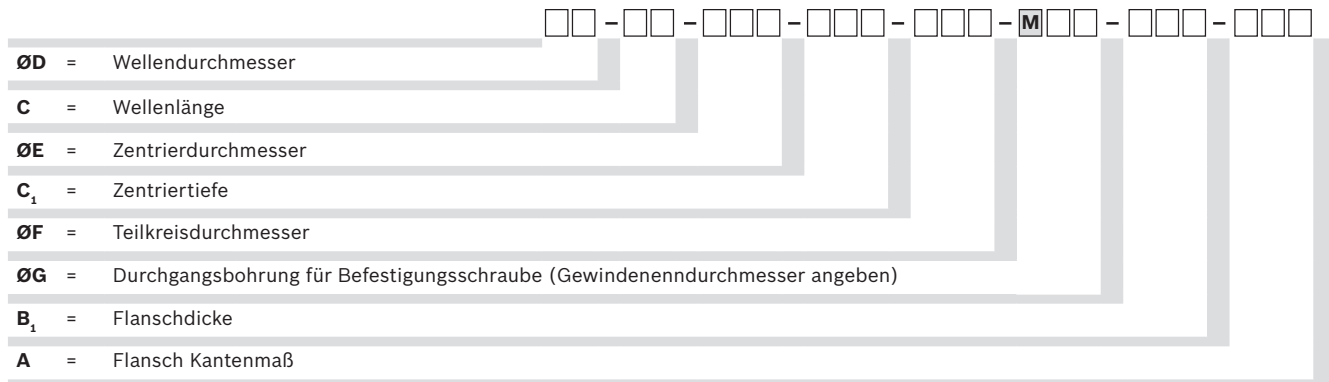 – – – – – M – –
ØD = Wellendurchmesser
C = Wellenlänge
ØE = Zentrierdurchmesser
C₁ = Zentriertiefe
ØF = Teilkreisdurchmesser
ØG = Durchgangsbohrung für Befestigungsschraube (Gewindenenndurchmesser angeben)
B₁ = Flanschdicke
A = Flansch Kantenmaß